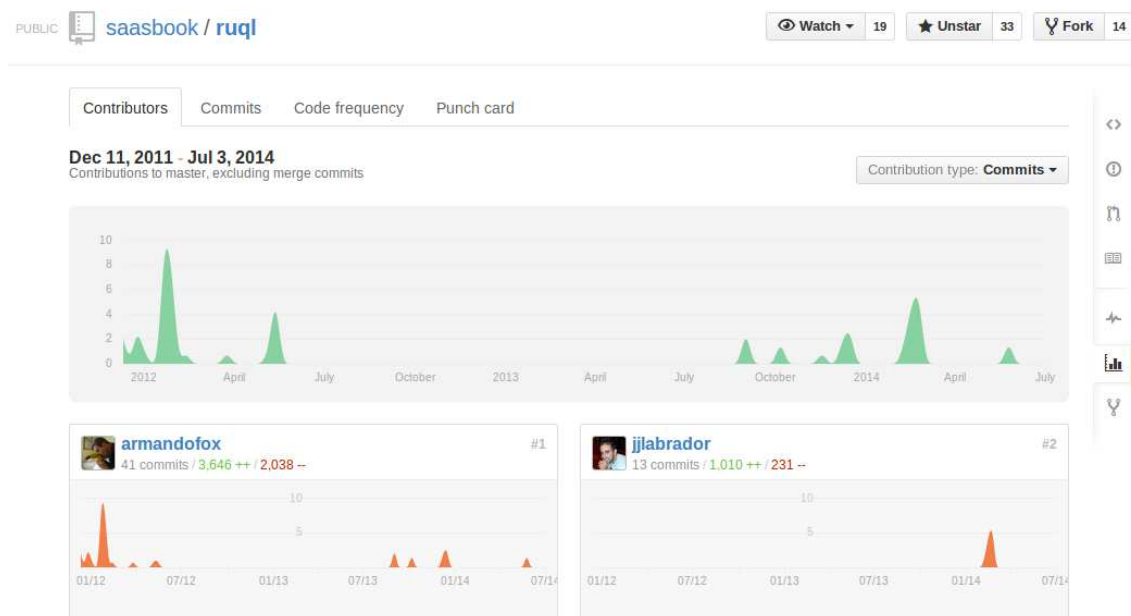 PUBLIC saasbook / ruql Watch 19 Unstar 33 Fork 14
Contributors Commits Code frequency Punch card
Dec 11, 2011 - Jul 3, 2014
Contributions to master, excluding merge commits
Contribution type: Commits
10
8
6
4
2
0
2012 April July October 2013 April July October 2014 April July
armandofox #1
41 commits / 3,646 ++ / 2,038 --
10
5
01/12 07/12 01/13 07/13 01/14 07/14
jjlabrador #2
13 commits / 1,010 ++ / 231 --
10
5
01/12 07/12 01/13 07/13 01/14 07/14